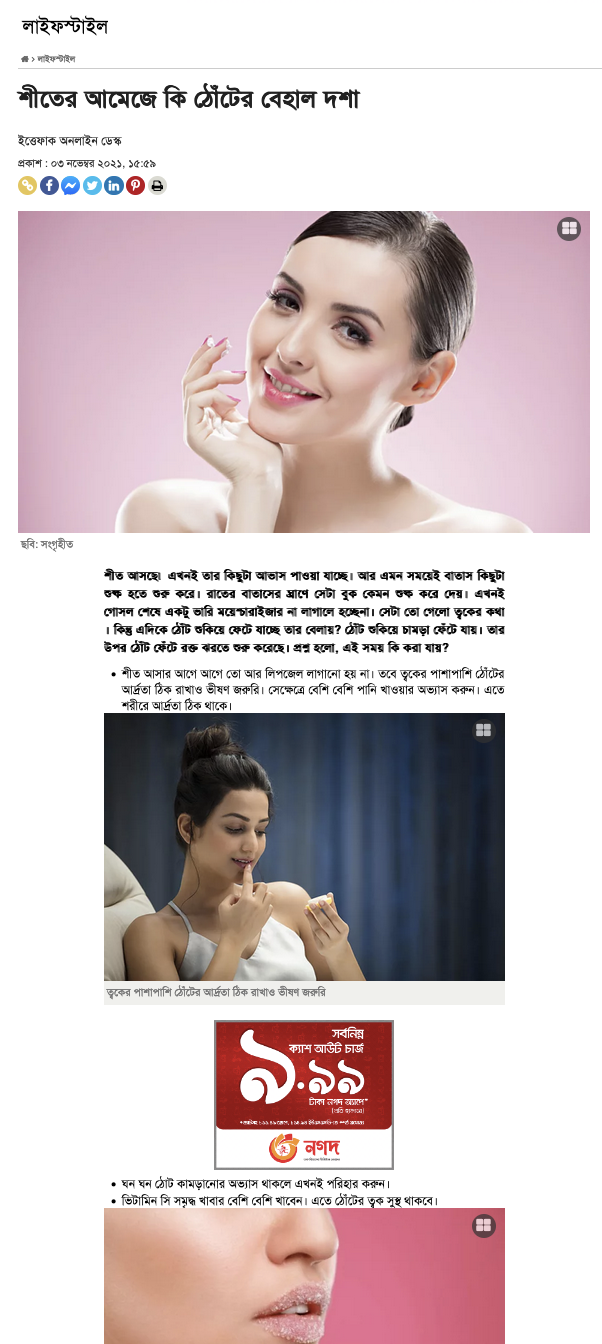 লাইফস্টাইল
লাইফস্টাইল
শীতের আমেজে কি ঠোঁটের বেহাল দশা
ইত্তেফাক অনলাইন ডেস্ক
প্রকাশ : ০৩ নভেম্বর ২০২১, ১৫:৫৯
ছবি: সংগৃহীত
শীত আসছে। এখনই তার কিছুটা আভাস পাওয়া যাচ্ছে। আর এমন সময়েই বাতাস কিছুটা
শুষ্ক হতে শুরু করে। রাতের বাতাসের ঘ্রাণে সেটা বুক কেমন শুষ্ক করে দেয়। এখনই
গোসল শেষে একটু ভারি ময়েশ্চারাইজার না লাগালে হচ্ছেনা। সেটা তো গেলো ত্বকের কথা
। কিন্তু এদিকে ঠোঁট শুকিয়ে ফেটে যাচ্ছে তার বেলায়? ঠোঁট শুকিয়ে চামড়া ফেঁটে যায়। তার
উপর ঠোঁট ফেঁটে রক্ত ঝরতে শুরু করেছে। প্রশ্ন হলো, এই সময় কি করা যায়?
• শীত আসার আগে আগে তো আর লিপজেল লাগানো হয় না। তবে ত্বকের পাশাপাশি ঠোঁটের
আর্দ্রতা ঠিক রাখাও ভীষণ জরুরি। সেক্ষেত্রে বেশি বেশি পানি খাওয়ার অভ্যাস করুন। এতে
শরীরে আর্দ্রতা ঠিক থাকে।
ত্বকের পাশাপাশি ঠোঁটের আর্দ্রতা ঠিক রাখাও ভীষণ জরুরি
সর্বনিম্ন
ক্যাশ আউট চার্জ
৯.৯৯
টাকা নগদ অ্যাপে*
নগদ
• ঘন ঘন ঠোট কামড়ানোর অভ্যাস থাকলে এখনই পরিহার করুন।
• ভিটামিন সি সমৃদ্ধ খাবার বেশি বেশি খাবেন। এতে ঠোঁটের ত্বক সুস্থ থাকবে।